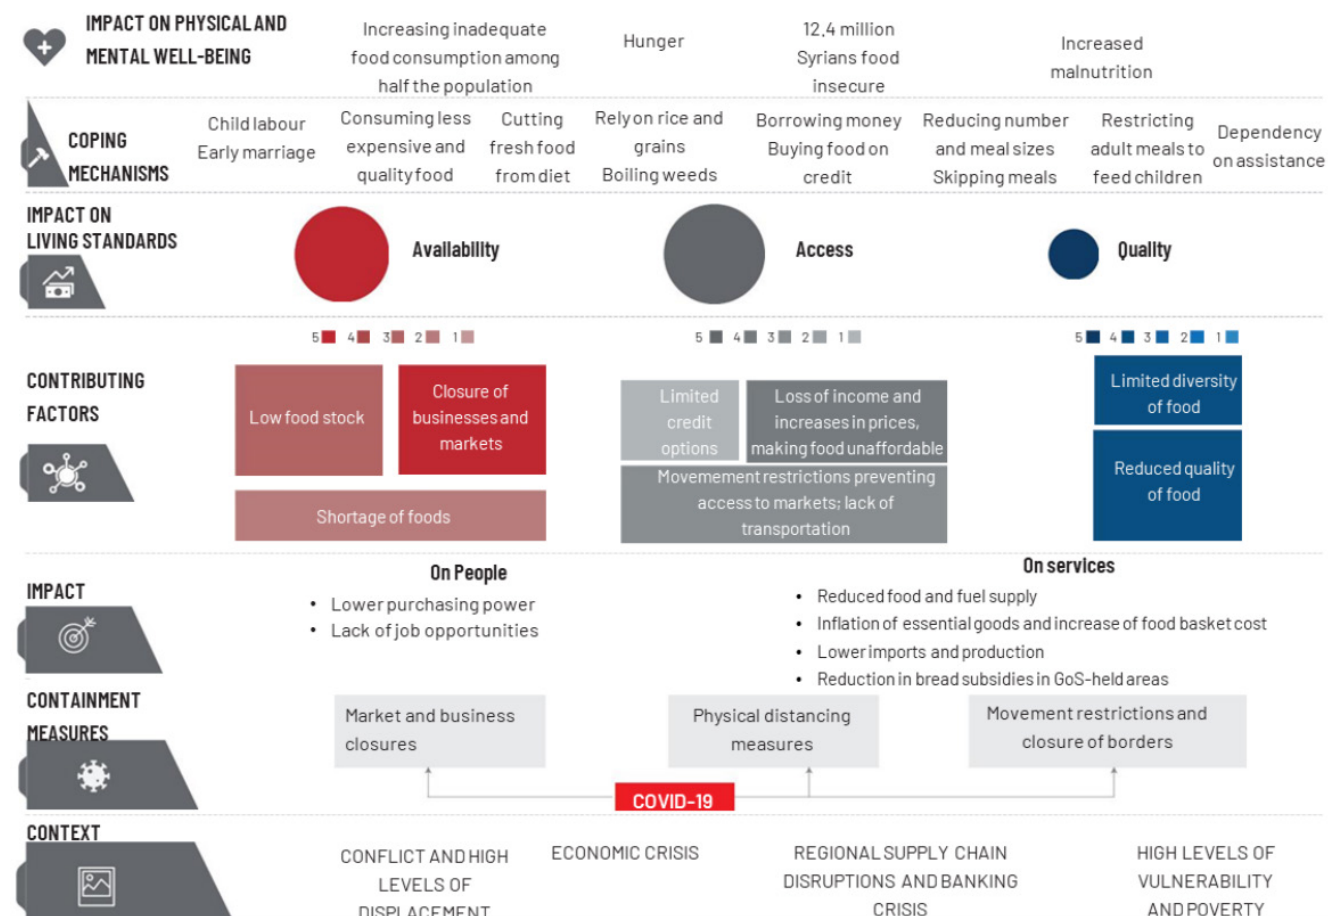 IMPACT ON PHYSICAL AND
MENTAL WELL-BEING
Increasing inadequate
food consumption among
half the population
Hunger
12.4 million
Syrians food
insecure
Increased
malnutrition
COPING
MECHANISMS
Child labour
Early marriage
Consuming less
expensive and
quality food
Cutting
fresh food
from diet
Rely on rice and
grains
Boiling weeds
Borrowing money
Buying food on
credit
Reducing number
and meal sizes
Skipping meals
Restricting
adult meals to
feed children
Dependency
on assistance
IMPACT ON
LIVING STANDARDS
Availability
Access
Quality
5 4 3 2 1
5 4 3 2 1
5 4 3 2 1
CONTRIBUTING
FACTORS
Low food stock
Closure of
businesses and
markets
Shortage of foods
Limited
credit
options
Loss of income and
increases in prices,
making food unaffordable
Movemement restrictions preventing
access to markets; lack of
transportation
Limited diversity
of food
Reduced quality
of food
IMPACT
On People
• Lower purchasing power
• Lack of job opportunities
On services
• Reduced food and fuel supply
• Inflation of essential goods and increase of food basket cost
• Lower imports and production
• Reduction in bread subsidies in GoS-held areas
CONTAINMENT
MEASURES
Market and business
closures
Physical distancing
measures
Movement restrictions and
closure of borders
COVID-19
CONTEXT
CONFLICT AND HIGH
LEVELS OF
DISPLACEMENT
ECONOMIC CRISIS
REGIONAL SUPPLY CHAIN
DISRUPTIONS AND BANKING
CRISIS
HIGH LEVELS OF
VULNERABILITY
AND POVERTY